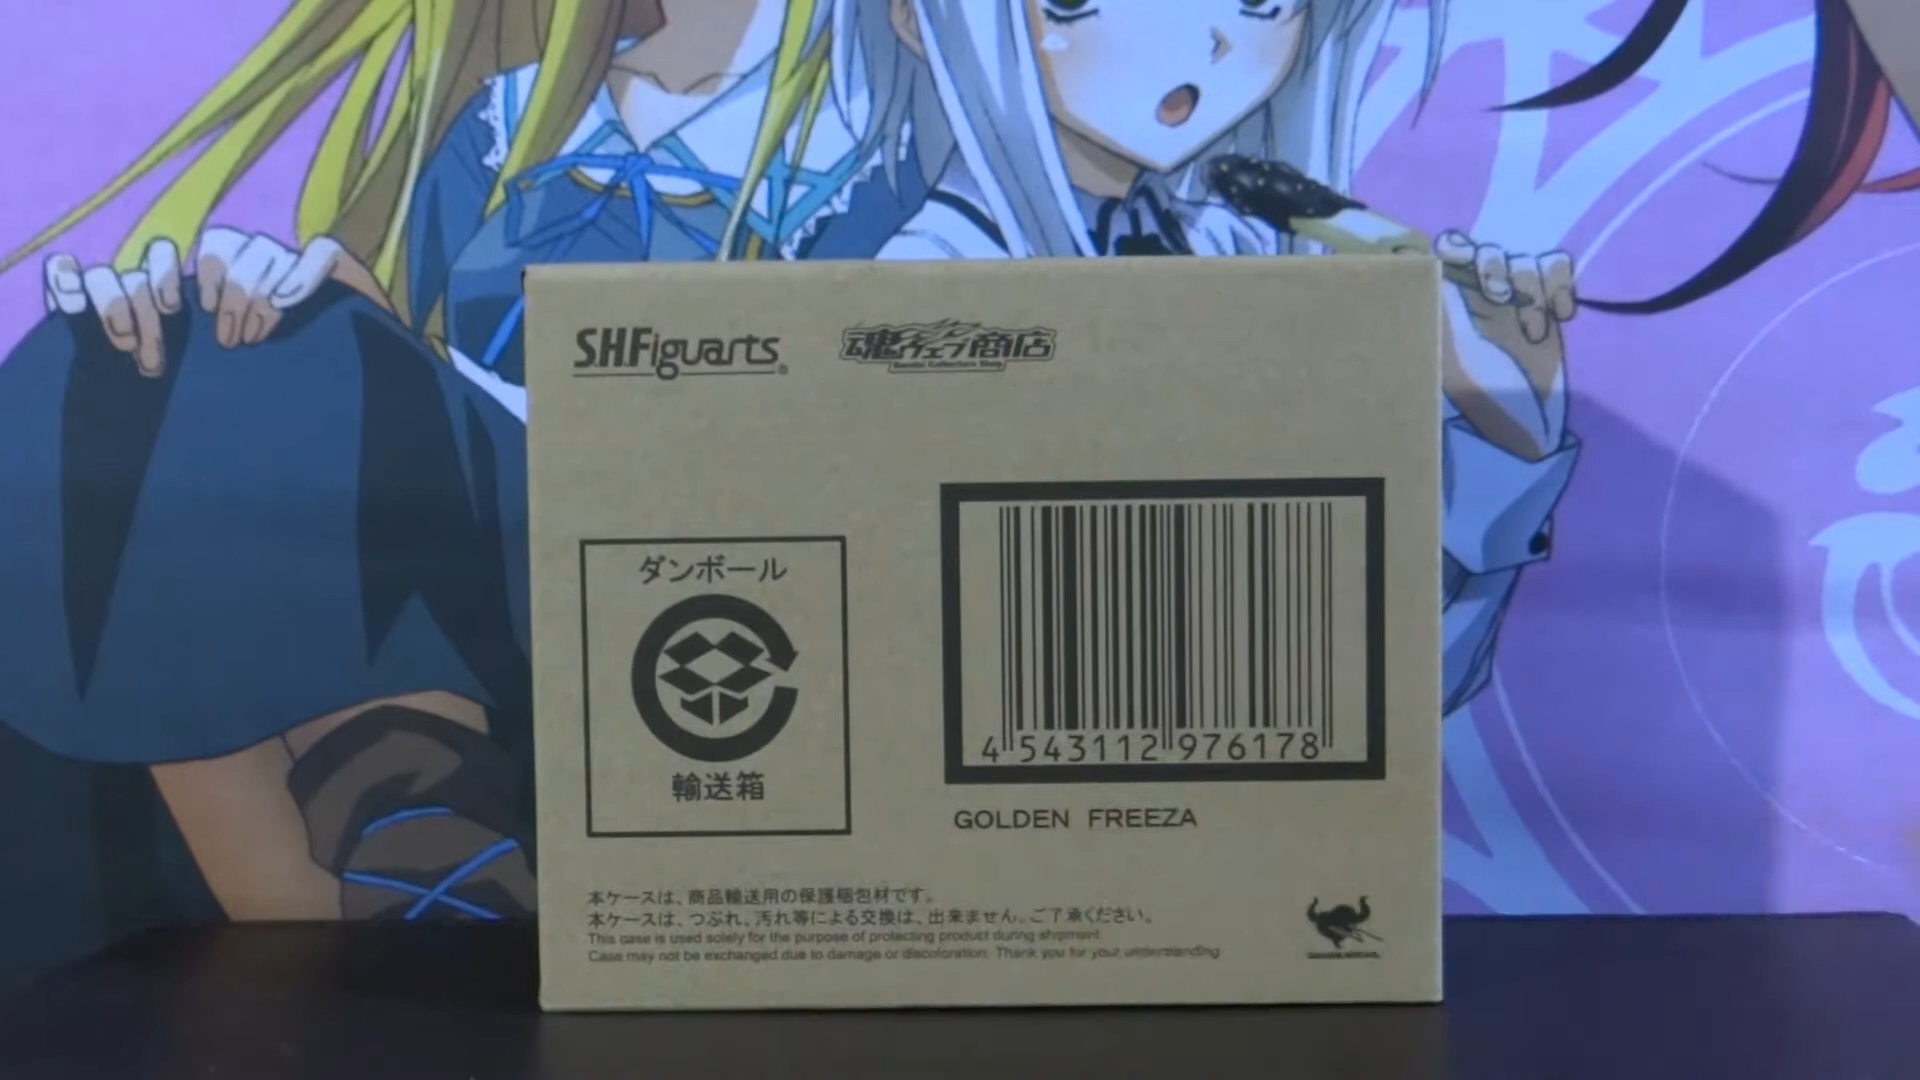 S.H.Figuarts®
魂ウェブ商店
Bandai Collectors Shop
4 543112 976178
GOLDEN FREEZA
ダンボール
輸送箱
本ケースは、商品輸送用の保護梱包材です。
本ケースは、つぶれ、汚れ等による交換は、出来ません。ご了承ください。
This case is used solely for the purpose of protecting product during shipment
Case may not be exchanged due to damage or discoloration. Thank you for your understanding